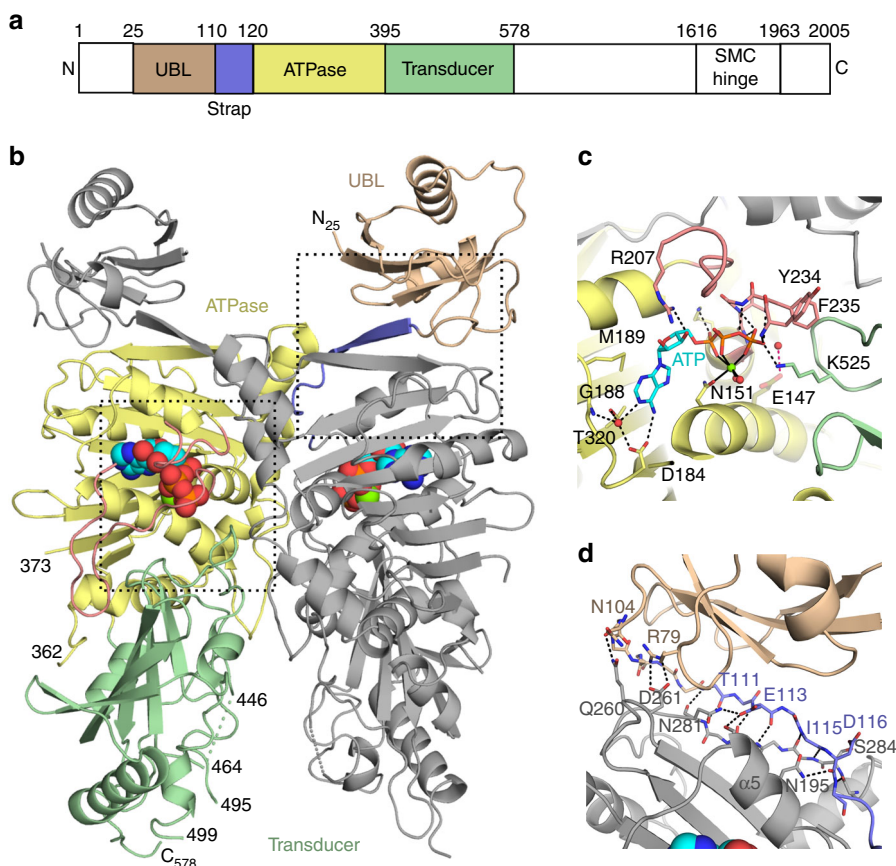 a
1 25 110 120 395 578 1616 1963 2005
N UBL ATPase Transducer SMC hinge C
Strap
b
UBL
N25
ATPase
373
362
446
464
495
499
C578
Transducer
c
R207
Y234
F235
M189
ATP
K525
G188
N151
E147
T320
D184
d
N104
R79
T111
E113
D261
Q260
N281
I115
D116
S284
α5
N195